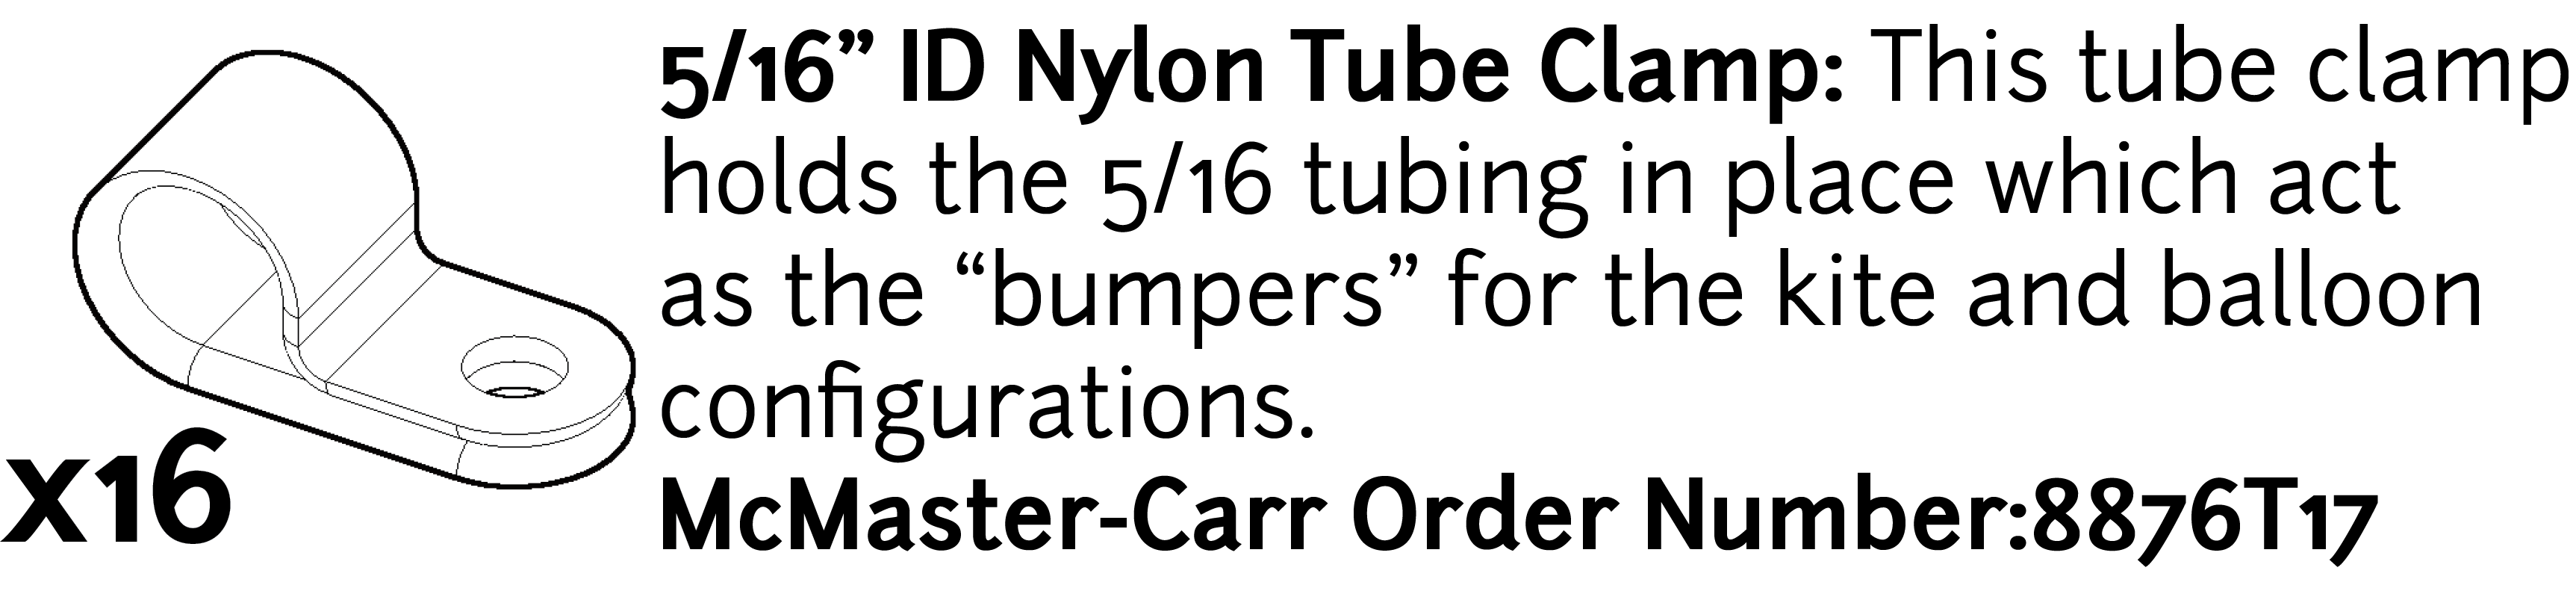 5/16” ID Nylon Tube Clamp: This tube clamp
holds the 5/16 tubing in place which act
as the “bumpers” for the kite and balloon
configurations.
McMaster-Carr Order Number:8876T17
x16